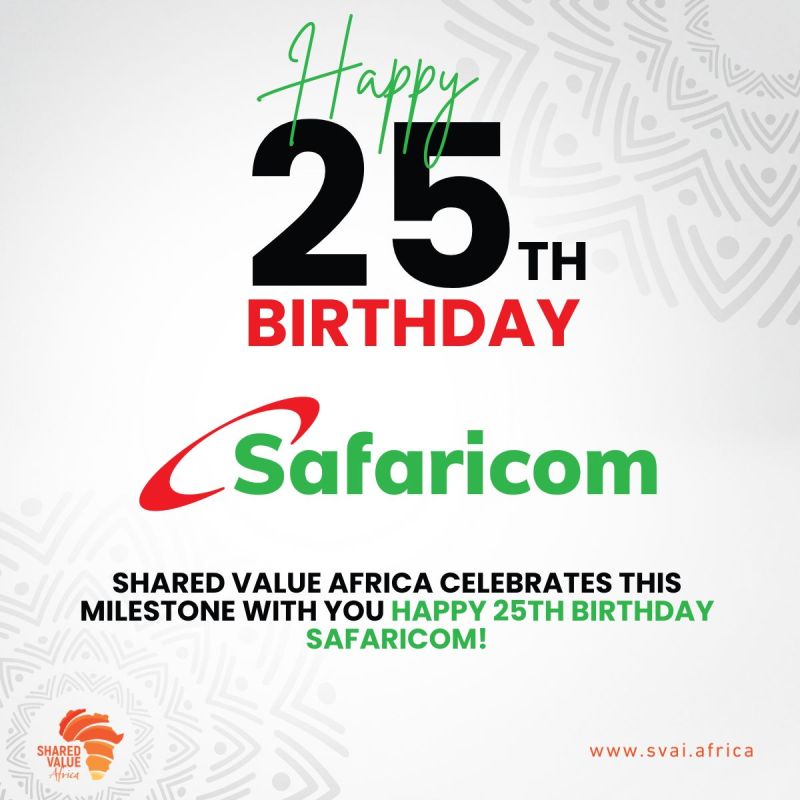 Happy
25TH
BIRTHDAY
Safaricom
SHARED VALUE AFRICA CELEBRATES THIS
MILESTONE WITH YOU HAPPY 25TH BIRTHDAY
SAFARICOM!
SHARED
VALUE
Africa
www.svai.africa